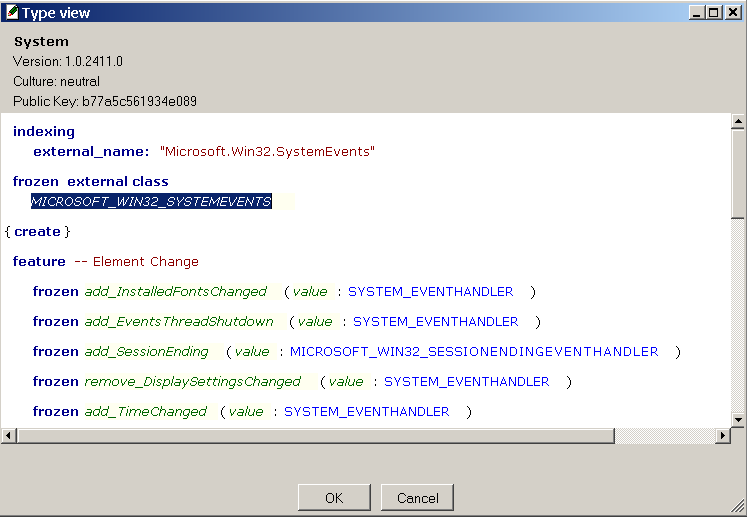 Type view
System
Version: 1.0.2411.0
Culture: neutral
Public Key: b77a5c561934e089
indexing
external_name: "Microsoft.Win32.SystemEvents"
frozen external class
MICROSOFT_WIN32_SYSTEMEVENTS
{ create }
feature -- Element Change
frozen add_InstalledFontsChanged ( value : SYSTEM_EVENTHANDLER )
frozen add_EventsThreadShutdown ( value : SYSTEM_EVENTHANDLER )
frozen add_SessionEnding ( value : MICROSOFT_WIN32_SESSIONENDINGEVENTHANDLER )
frozen remove_DisplaySettingsChanged ( value : SYSTEM_EVENTHANDLER )
frozen add_TimeChanged ( value : SYSTEM_EVENTHANDLER )
OK Cancel